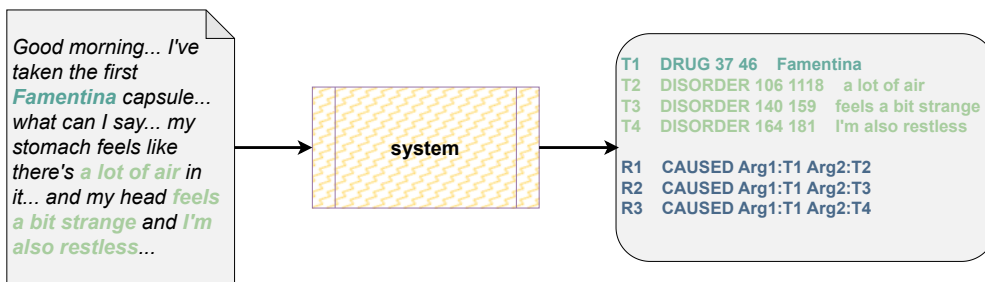 Good morning... I've
taken the first
Famentina capsule...
what can I say... my
stomach feels like
there's a lot of air in
it... and my head feels
a bit strange and I'm
also restless...
system
T1 DRUG 37 46 Famentina
T2 DISORDER 106 1118 a lot of air
T3 DISORDER 140 159 feels a bit strange
T4 DISORDER 164 181 I'm also restless
R1 CAUSED Arg1:T1 Arg2:T2
R2 CAUSED Arg1:T1 Arg2:T3
R3 CAUSED Arg1:T1 Arg2:T4